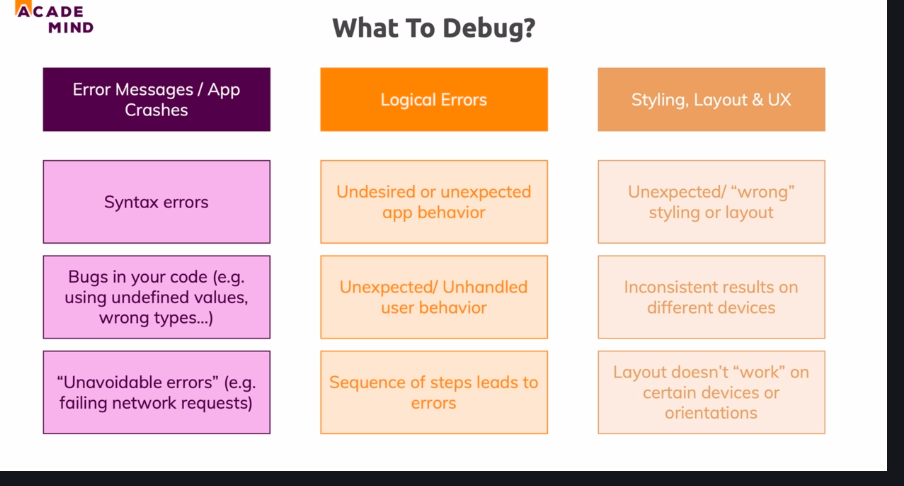 ACADE
MIND
What To Debug?
Error Messages / App
Crashes
Logical Errors
Styling, Layout & UX
Syntax errors
Undesired or unexpected
app behavior
Unexpected/ “wrong”
styling or layout
Bugs in your code (e.g.
using undefined values,
wrong types...)
Unexpected/ Unhandled
user behavior
Inconsistent results on
different devices
“Unavoidable errors” (e.g.
failing network requests)
Sequence of steps leads to
errors
Layout doesn’t “work” on
certain devices or
orientations